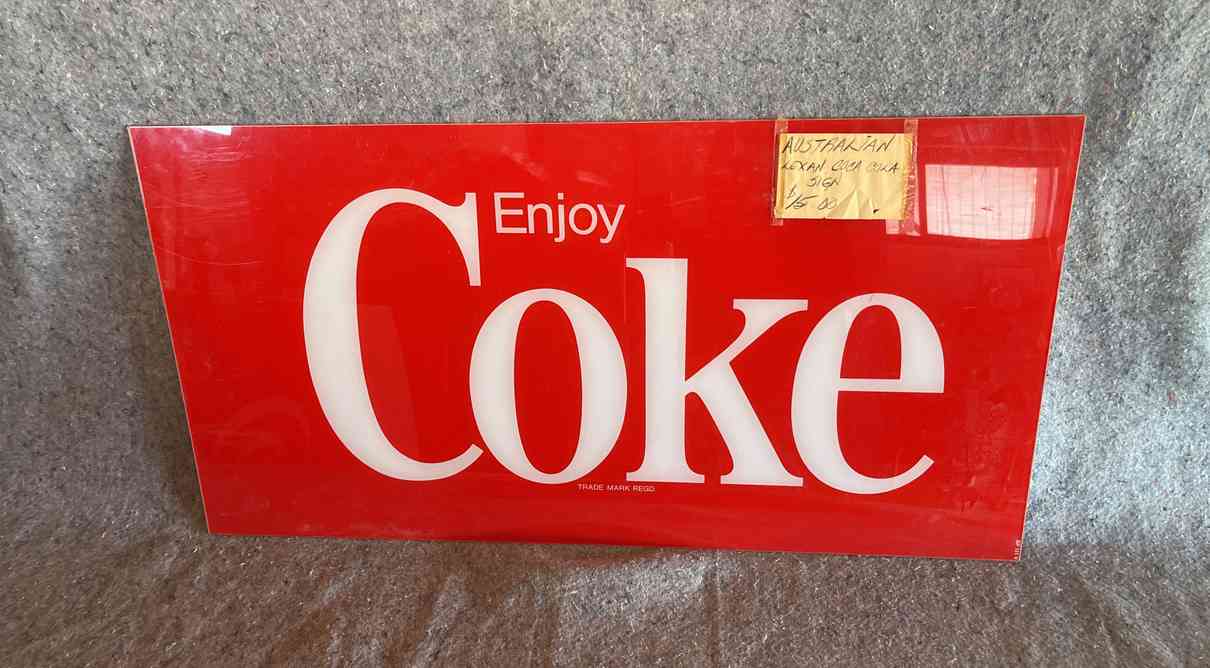 Enjoy
Coke
TRADE MARK REGD
AUSTRALIAN
LEXAN COCA COLA
SIGN
$15.00